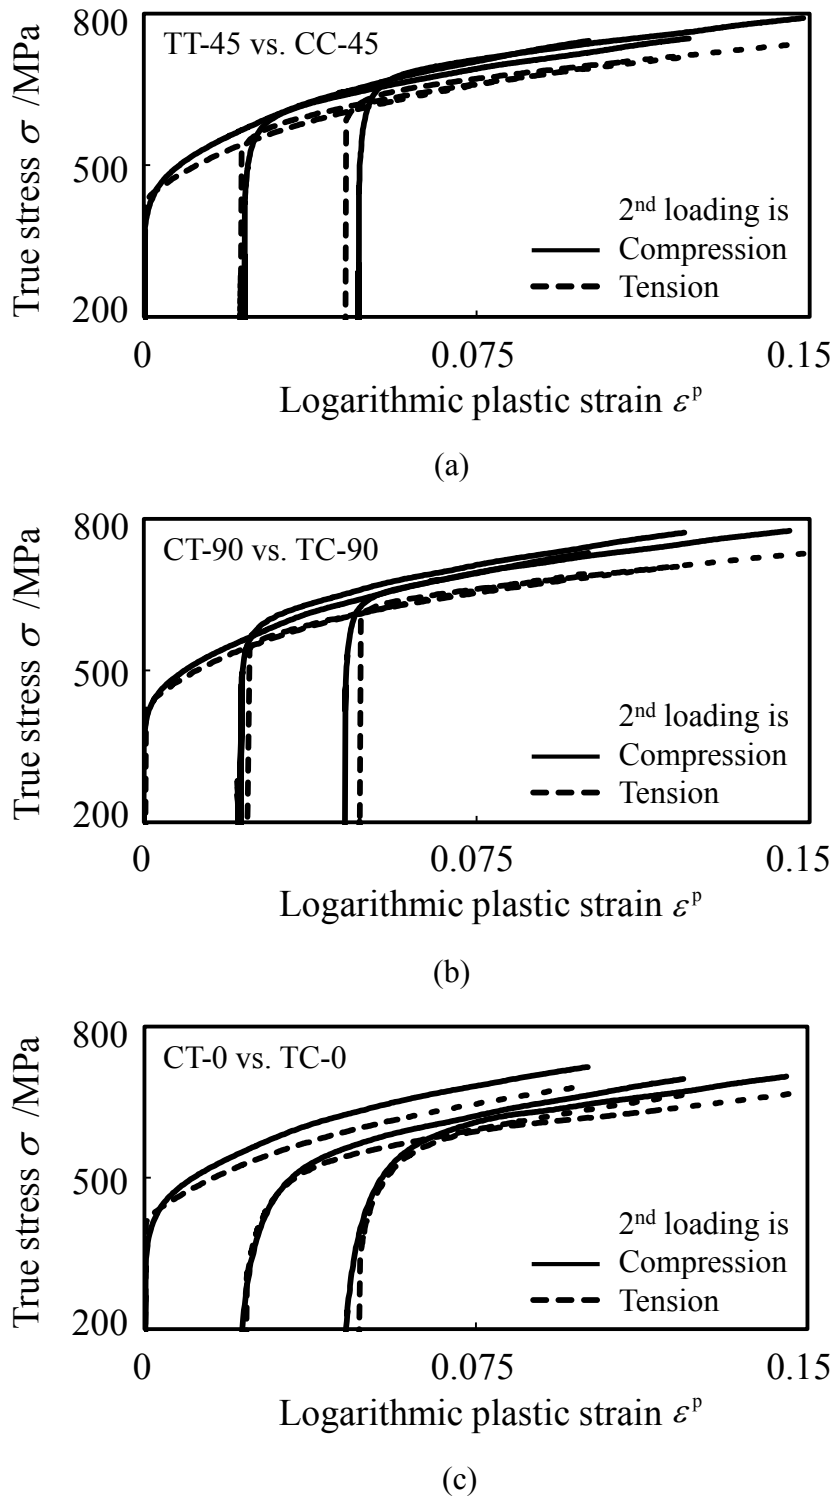 800
TT-45 vs. CC-45
500
200
True stress σ /MPa
2nd loading is
Compression
Tension
0 0.075 0.15
Logarithmic plastic strain εp
(a)
800
CT-90 vs. TC-90
500
200
True stress σ /MPa
2nd loading is
Compression
Tension
0 0.075 0.15
Logarithmic plastic strain εp
(b)
800
CT-0 vs. TC-0
500
200
True stress σ /MPa
2nd loading is
Compression
Tension
0 0.075 0.15
Logarithmic plastic strain εp
(c)